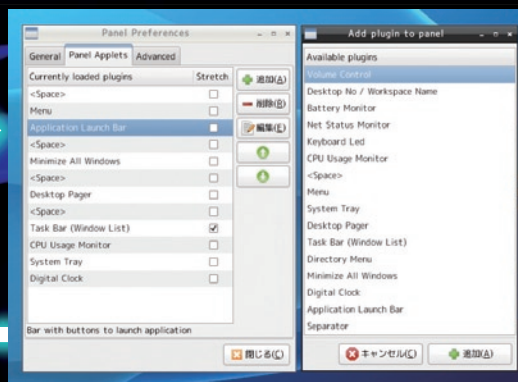 Panel Preferences
General Panel Applets Advanced
Currently loaded plugins Stretch
<Space>
Menu
Application Launch Bar
<Space>
Minimize All Windows
<Space>
Desktop Pager
<Space>
Task Bar (Window List)
CPU Usage Monitor
System Tray
Digital Clock
追加(A)
削除(R)
編集(E)
Bar with buttons to launch application
閉じる(C)
Add plugin to panel
Available plugins
Volume Control
Desktop No / Workspace Name
Battery Monitor
Net Status Monitor
Keyboard Led
CPU Usage Monitor
<Space>
Menu
System Tray
Desktop Pager
Task Bar (Window List)
Directory Menu
Minimize All Windows
Digital Clock
Application Launch Bar
Separator
キャンセル(C)
追加(A)